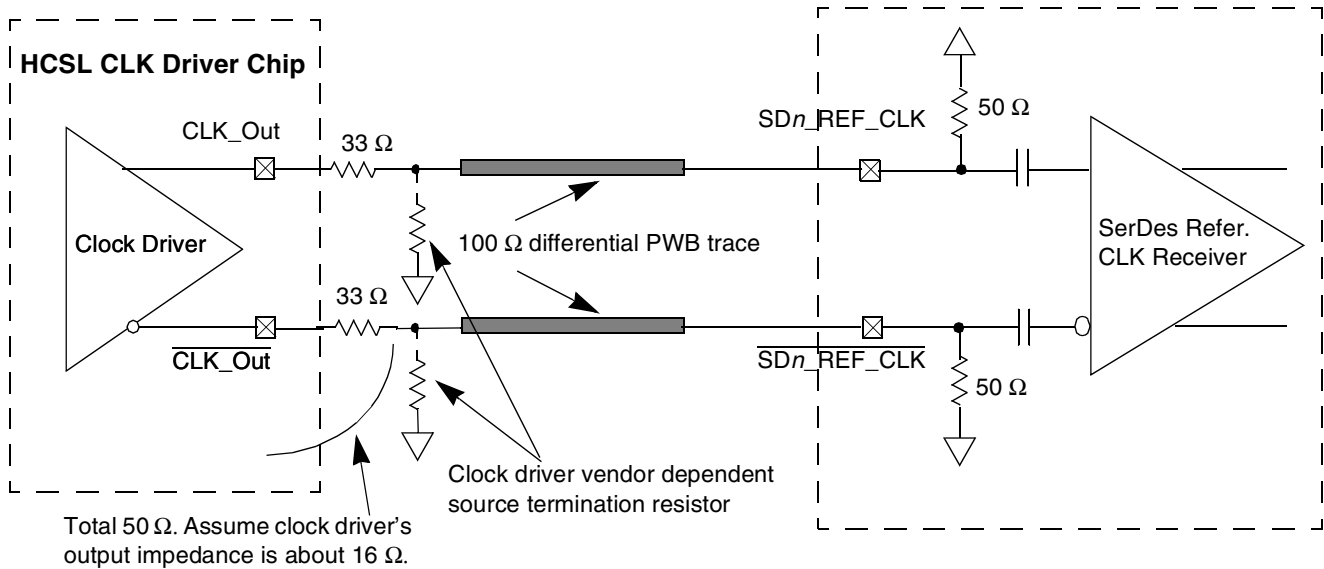 HCSL CLK Driver Chip
CLK_Out
33 Ω
SDn_REF_CLK
50 Ω
Clock Driver
100 Ω differential PWB trace
SerDes Refer.
CLK Receiver
33 Ω
CLK_Out
SDn_REF_CLK
50 Ω
Clock driver vendor dependent
source termination resistor
Total 50 Ω. Assume clock driver's
output impedance is about 16 Ω.